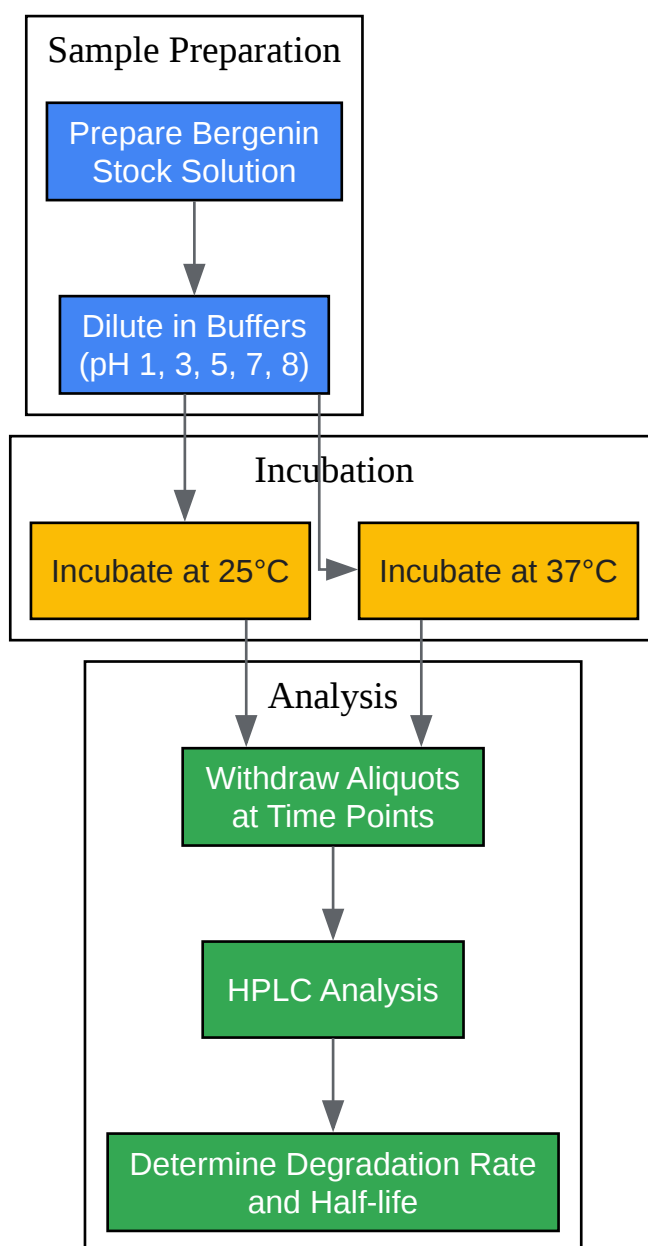 Sample Preparation
Prepare Bergenin
Stock Solution
Dilute in Buffers
(pH 1, 3, 5, 7, 8)
Incubation
Incubate at 25°C
Incubate at 37°C
Analysis
Withdraw Aliquots
at Time Points
HPLC Analysis
Determine Degradation Rate
and Half-life